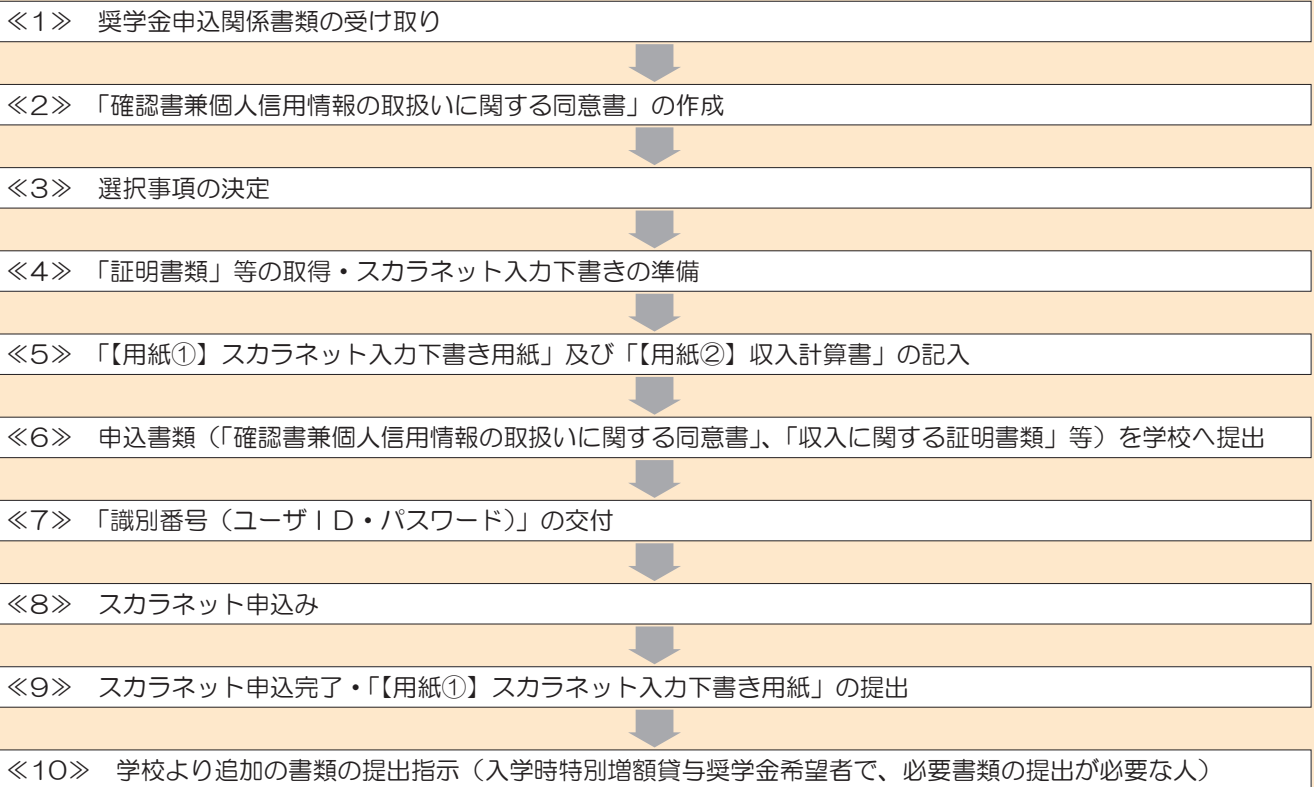 ≪1≫ 奨学金申込関係書類の受け取り
≪2≫ 「確認書兼個人信用情報の取扱いに関する同意書」の作成
≪3≫ 選択事項の決定
≪4≫ 「証明書類」等の取得・スカラネット入力下書きの準備
≪5≫ 「【用紙①】スカラネット入力下書き用紙」及び「【用紙②】収入計算書」の記入
≪6≫ 申込書類（「確認書兼個人信用情報の取扱いに関する同意書」、「収入に関する証明書類」等）を学校へ提出
≪7≫ 「識別番号（ユーザＩＤ・パスワード）」の交付
≪8≫ スカラネット申込み
≪9≫ スカラネット申込完了・「【用紙①】スカラネット入力下書き用紙」の提出
≪10≫ 学校より追加の書類の提出指示（入学時特別増額貸与奨学金希望者で、必要書類の提出が必要な人）